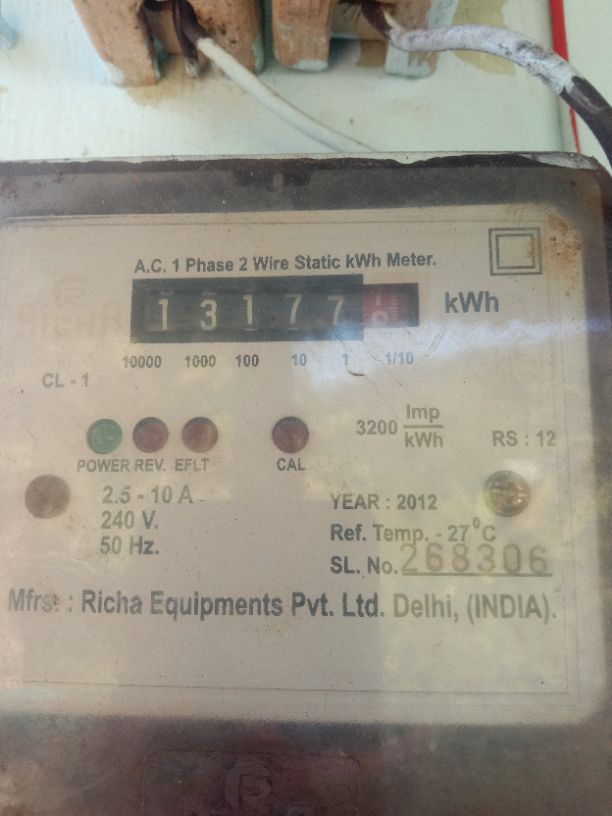 A.C. 1 Phase 2 Wire Static kWh Meter.
13177 kWh
10000 1000 100 10 1 1/10
CL - 1
3200 Imp/kWh
RS : 12
POWER REV. EFLT CAL
2.5 - 10 A
240 V.
50 Hz.
YEAR : 2012
Ref. Temp. - 27°C
SL. No. 268306
Mfrs. : Richa Equipments Pvt. Ltd. Delhi, (INDIA).